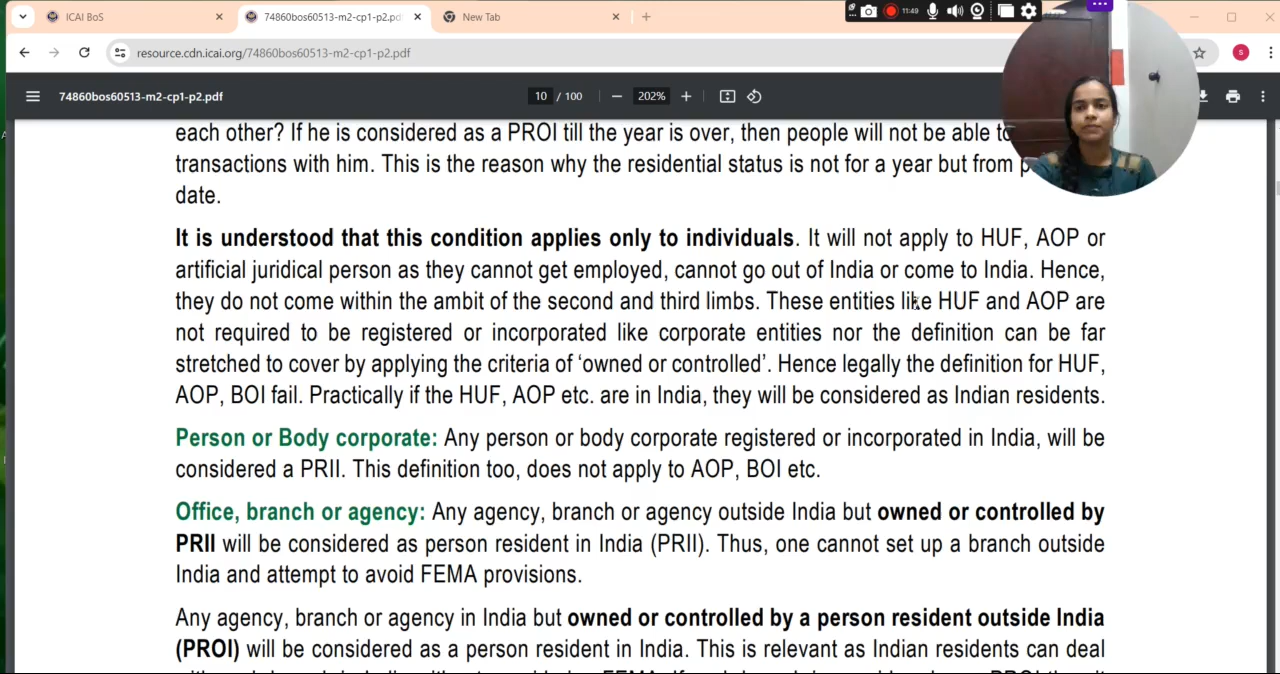 ICAI BoS
74860bos60513-m2-cp1-p2.pd
New Tab
11:49
resource.cdn.icai.org/74860bos60513-m2-cp1-p2.pdf
S
74860bos60513-m2-cp1-p2.pdf
10 / 100
202%
each other? If he is considered as a PROI till the year is over, then people will not be able to
transactions with him. This is the reason why the residential status is not for a year but from
date.
It is understood that this condition applies only to individuals. It will not apply to HUF, AOP or
artificial juridical person as they cannot get employed, cannot go out of India or come to India. Hence,
they do not come within the ambit of the second and third limbs. These entities like HUF and AOP are
not required to be registered or incorporated like corporate entities nor the definition can be far
stretched to cover by applying the criteria of ‘owned or controlled’. Hence legally the definition for HUF,
AOP, BOI fail. Practically if the HUF, AOP etc. are in India, they will be considered as Indian residents.
Person or Body corporate: Any person or body corporate registered or incorporated in India, will be
considered a PRII. This definition too, does not apply to AOP, BOI etc.
Office, branch or agency: Any agency, branch or agency outside India but owned or controlled by
PRII will be considered as person resident in India (PRII). Thus, one cannot set up a branch outside
India and attempt to avoid FEMA provisions.
Any agency, branch or agency in India but owned or controlled by a person resident outside India
(PROI) will be considered as a person resident in India. This is relevant as Indian residents can deal